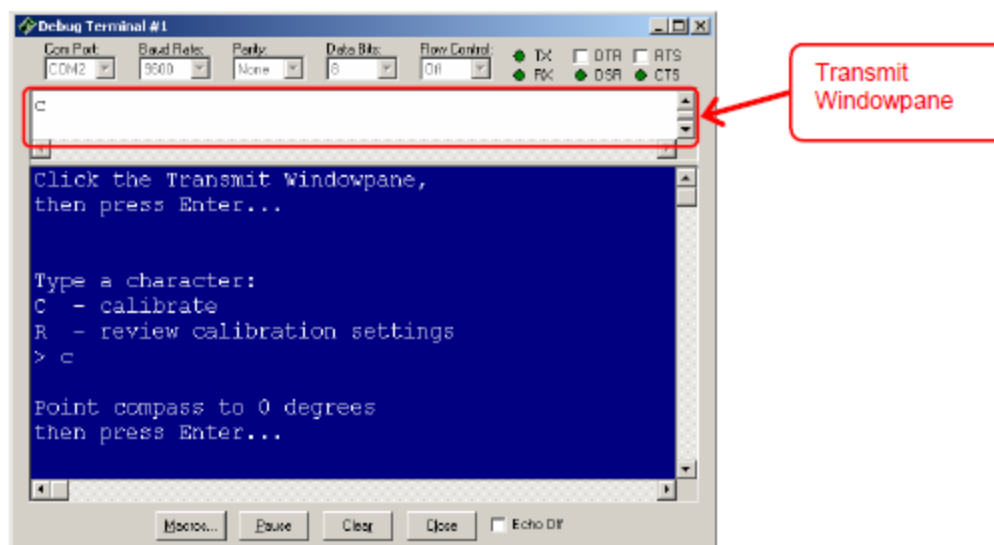 Debug Terminal #1
Com Port: Baud Rate: Parity: Data Bits: Flow Control:
COM2 9600 None 8 Off
TX DTR RTS
RX DSR CTS
c
Transmit
Windowpane
Click the Transmit Windowpane,
then press Enter...
Type a character:
C - calibrate
R - review calibration settings
> c
Point compass to 0 degrees
then press Enter...
Macros... Pause Clear Close Echo Off